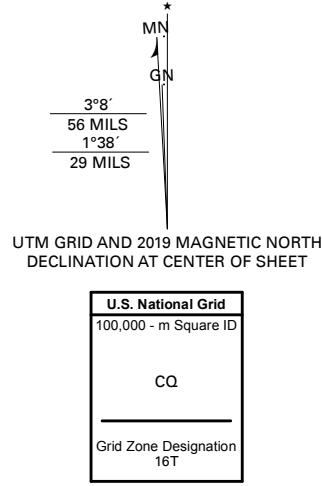 ★
MN
GN
3°8´
56 MILS
1°38´
29 MILS
UTM GRID AND 2019 MAGNETIC NORTH
DECLINATION AT CENTER OF SHEET
U.S. National Grid
100,000 - m Square ID
CQ
Grid Zone Designation
16T